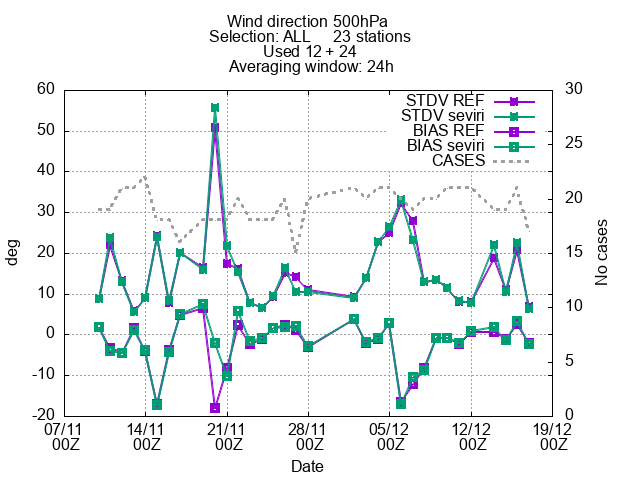 Wind direction 500hPa
Selection: ALL 23 stations
Used 12 + 24
Averaging window: 24h
STDV REF
STDV seviri
BIAS REF
BIAS seviri
CASES
60
50
40
30
20
10
0
-10
-20
30
25
20
15
10
5
0
deg
No cases
07/11 14/11 21/11 28/11 05/12 12/12 19/12
00Z 00Z 00Z 00Z 00Z 00Z 00Z
Date